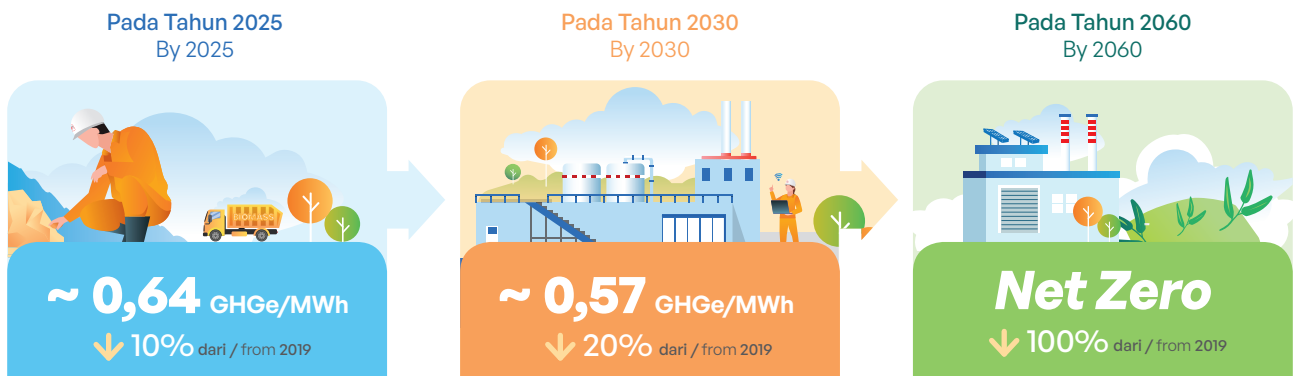 Pada Tahun 2025
By 2025
BIOMASS
~ 0,64 GHGe/MWh
10% dari / from 2019
Pada Tahun 2030
By 2030
~ 0,57 GHGe/MWh
20% dari / from 2019
Pada Tahun 2060
By 2060
Net Zero
100% dari / from 2019